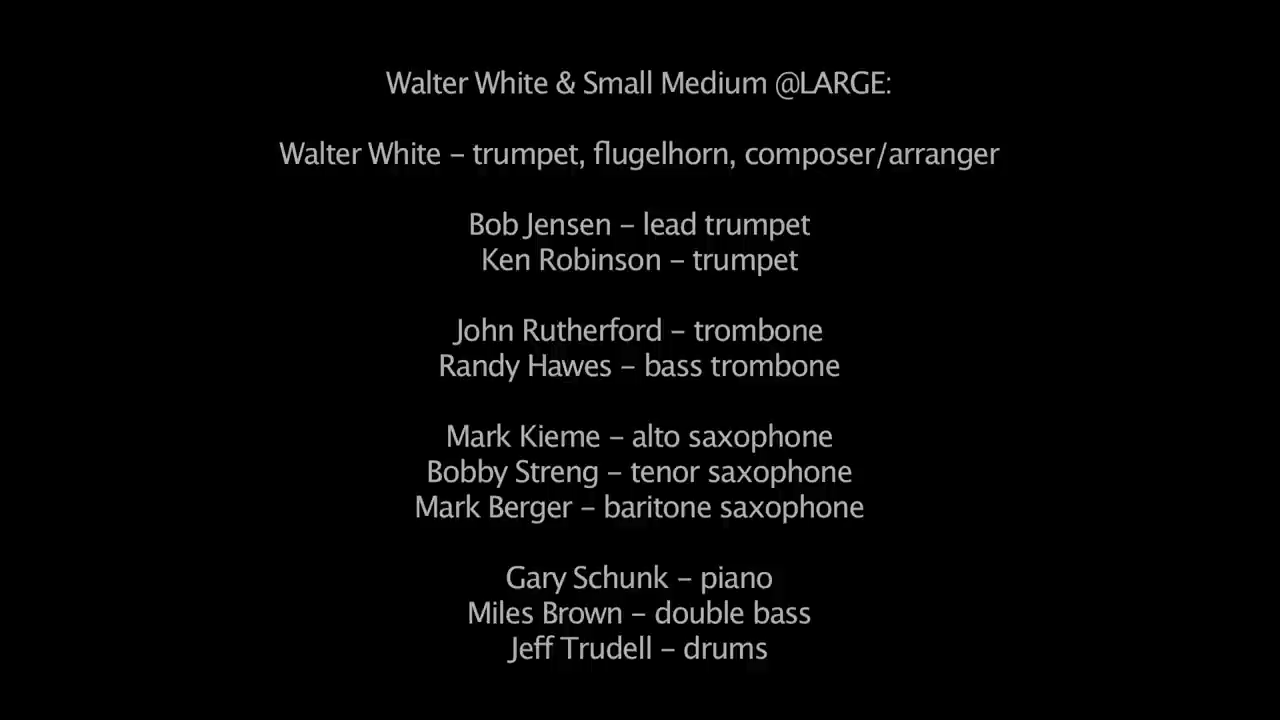 Walter White & Small Medium @LARGE:
Walter White – trumpet, flugelhorn, composer/arranger
Bob Jensen – lead trumpet
Ken Robinson – trumpet
John Rutherford – trombone
Randy Hawes – bass trombone
Mark Kieme – alto saxophone
Bobby Streng – tenor saxophone
Mark Berger – baritone saxophone
Gary Schunk – piano
Miles Brown – double bass
Jeff Trudell – drums